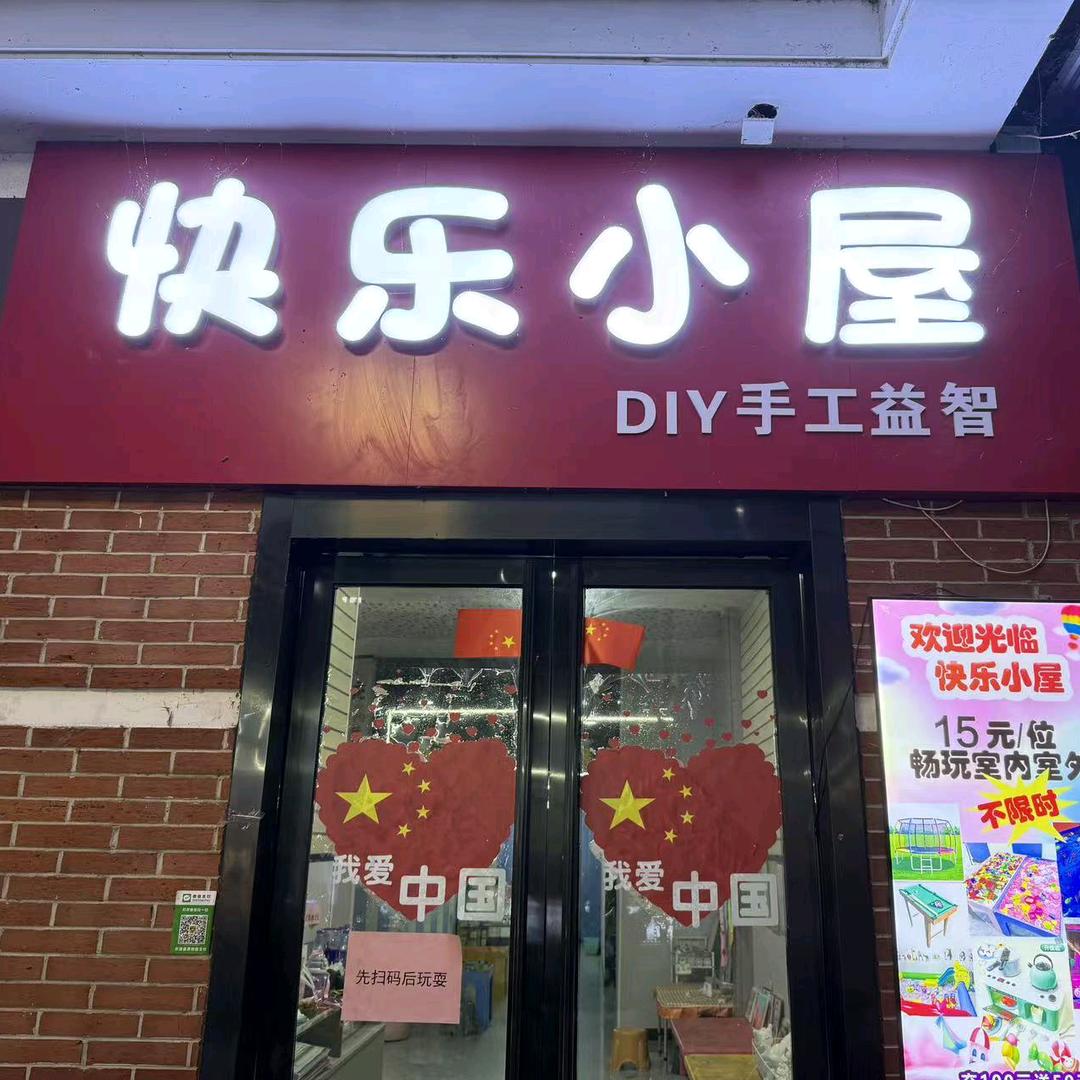 快乐小屋
DIY手工益智
欢迎光临
快乐小屋
15元/位
畅玩室内室外
不限时
我爱中国
我爱中国
先扫码后玩耍